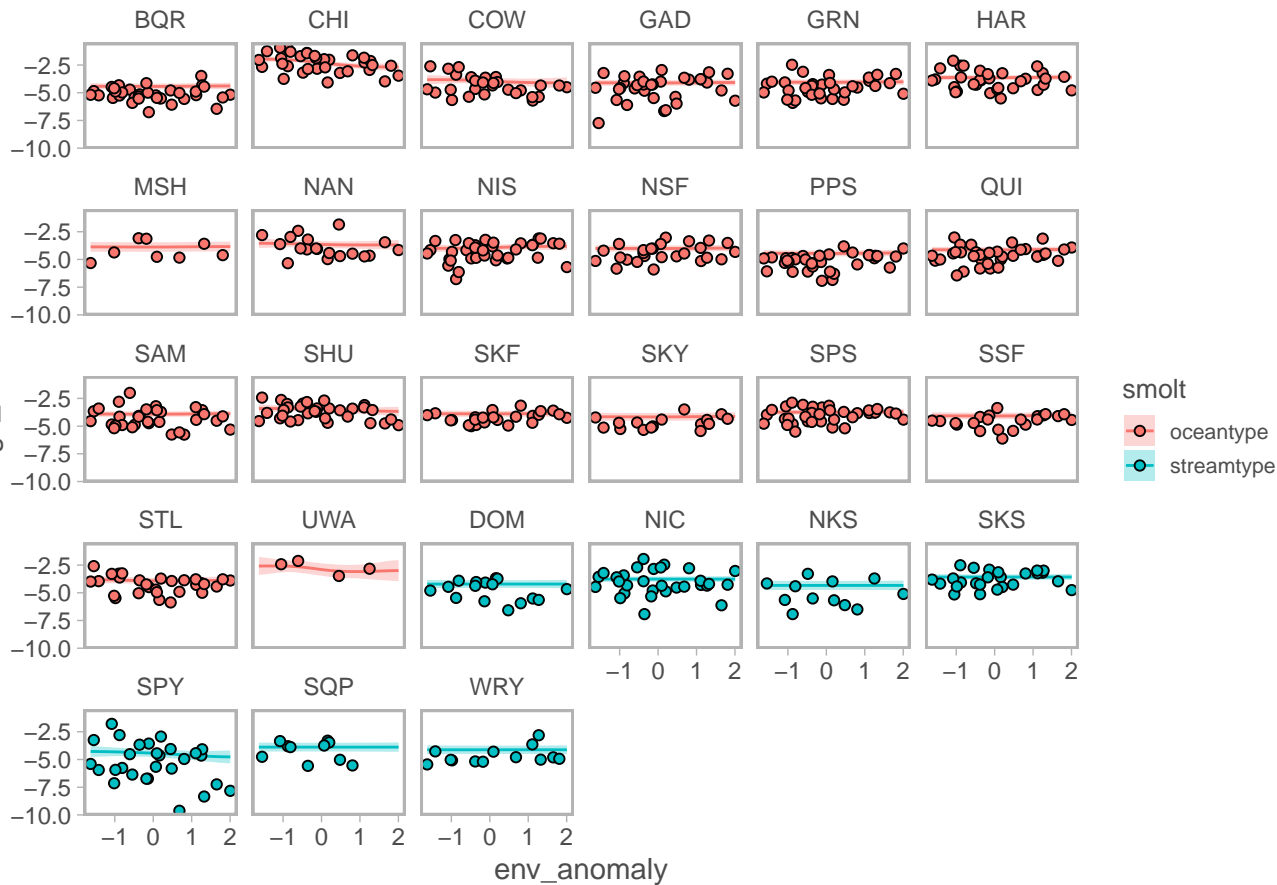 BQR CHI COW GAD GRN HAR
−2.5
−5.0
−7.5
−10.0
MSH NAN NIS NSF PPS QUI
−2.5
−5.0
−7.5
−10.0
SAM SHU SKF SKY SPS SSF
−2.5
−5.0
−7.5
−10.0
smolt
oceantype
streamtype
STL UWA DOM NIC NKS SKS
−2.5
−5.0
−7.5
−10.0
−1 0 1 2 −1 0 1 2 −1 0 1 2
SPY SQP WRY
−2.5
−5.0
−7.5
−10.0
−1 0 1 2 −1 0 1 2 −1 0 1 2
env_anomaly